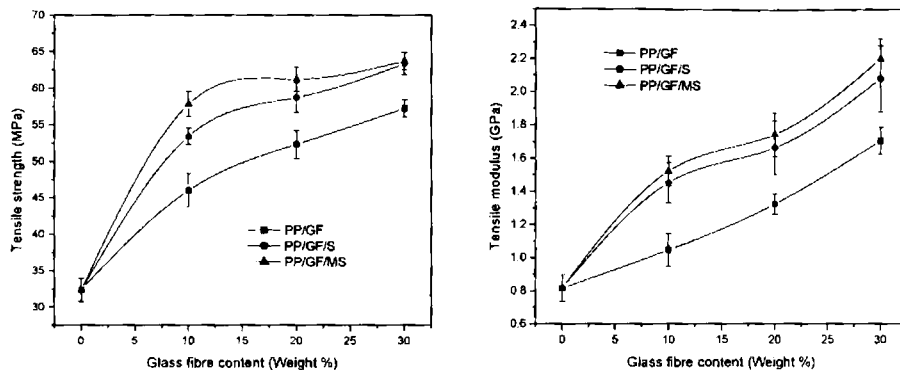 70
65
60
55
50
45
40
35
30
0 5 10 15 20 25 30
Tensile strength (MPa)
Glass fibre content (Weight %)
PP/GF
PP/GF/S
PP/GF/MS
2.4
2.2
2.0
1.8
1.6
1.4
1.2
1.0
0.8
0.6
0 5 10 15 20 25 30
Tensile modulus (GPa)
Glass fibre content (Weight %)
PP/GF
PP/GF/S
PP/GF/MS